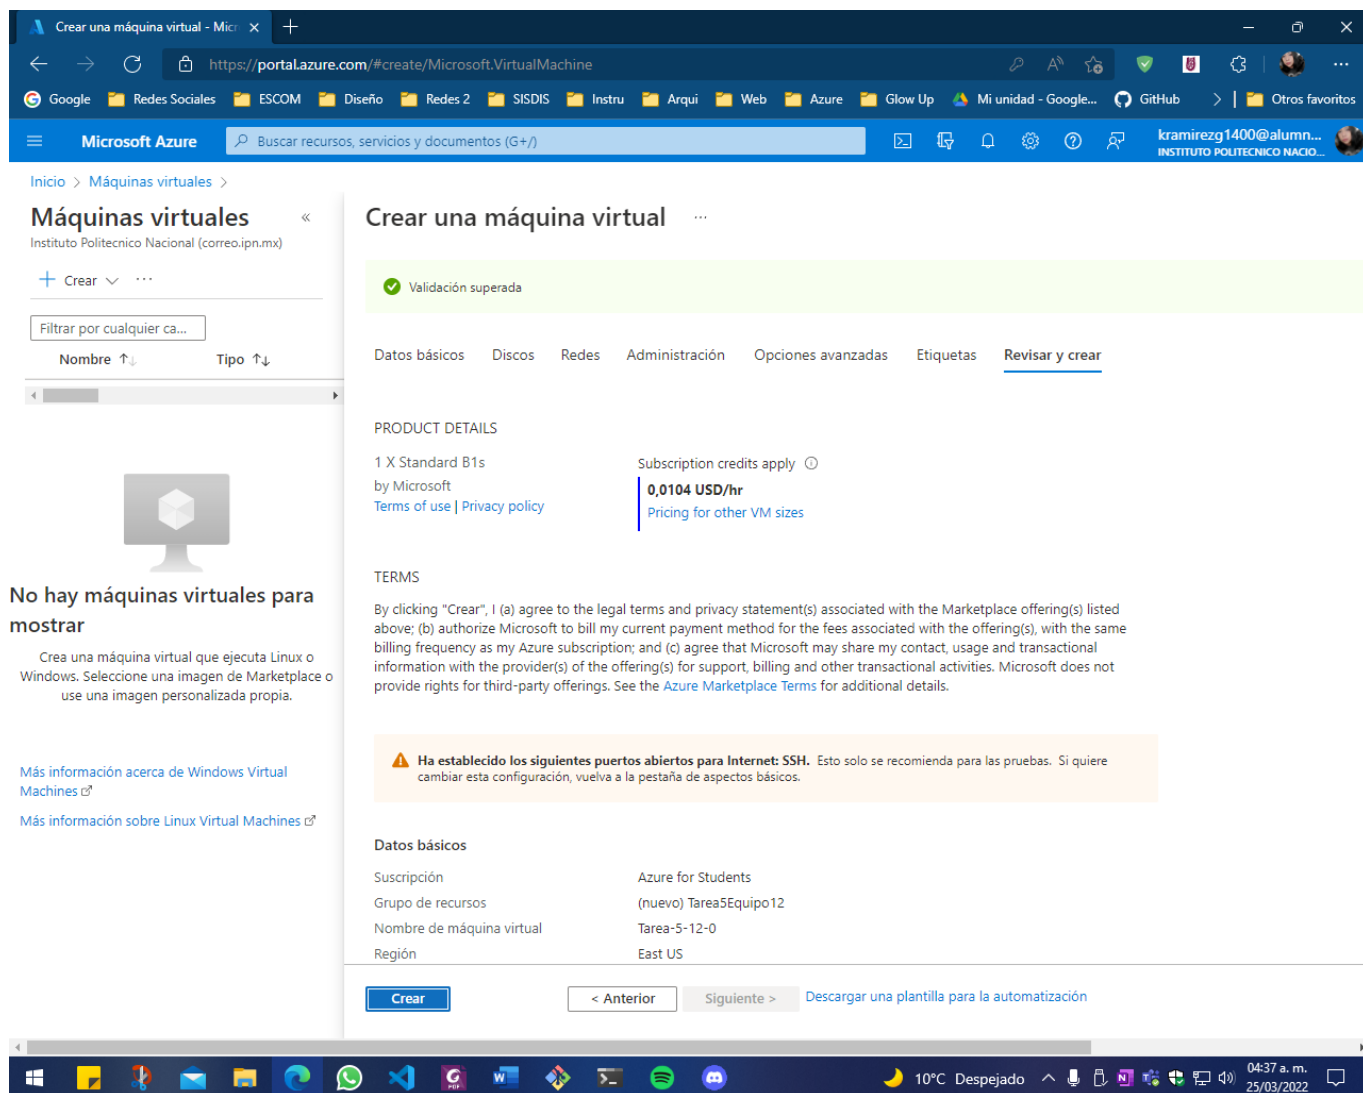 Crear una máquina virtual - Micr
https://portal.azure.com/#create/Microsoft.VirtualMachine
Google Redes Sociales ESCOM Diseño Redes 2 SISDIS Instru Arqui Web Azure Glow Up Mi unidad - Google... GitHub Otros favoritos
Microsoft Azure
Buscar recursos, servicios y documentos (G+/)
kramirezg1400@alumn...
INSTITUTO POLITECNICO NACIO...
Inicio > Máquinas virtuales >
Máquinas virtuales
Instituto Politecnico Nacional (correo.ipn.mx)
+ Crear ...
Filtrar por cualquier ca...
Nombre ↑↓ Tipo ↑↓
No hay máquinas virtuales para
mostrar
Crea una máquina virtual que ejecuta Linux o
Windows. Seleccione una imagen de Marketplace o
use una imagen personalizada propia.
Más información acerca de Windows Virtual
Machines
Más información sobre Linux Virtual Machines
Crear una máquina virtual ...
Validación superada
Datos básicos Discos Redes Administración Opciones avanzadas Etiquetas Revisar y crear
PRODUCT DETAILS
1 X Standard B1s
by Microsoft
Terms of use | Privacy policy
Subscription credits apply
0,0104 USD/hr
Pricing for other VM sizes
TERMS
By clicking "Crear", I (a) agree to the legal terms and privacy statement(s) associated with the Marketplace offering(s) listed
above; (b) authorize Microsoft to bill my current payment method for the fees associated with the offering(s), with the same
billing frequency as my Azure subscription; and (c) agree that Microsoft may share my contact, usage and transactional
information with the provider(s) of the offering(s) for support, billing and other transactional activities. Microsoft does not
provide rights for third-party offerings. See the Azure Marketplace Terms for additional details.
Ha establecido los siguientes puertos abiertos para Internet: SSH. Esto solo se recomienda para las pruebas. Si quiere
cambiar esta configuración, vuelva a la pestaña de aspectos básicos.
Datos básicos
Suscripción Azure for Students
Grupo de recursos (nuevo) Tarea5Equipo12
Nombre de máquina virtual Tarea-5-12-0
Región East US
Crear < Anterior Siguiente > Descargar una plantilla para la automatización
10°C Despejado
04:37 a. m.
25/03/2022